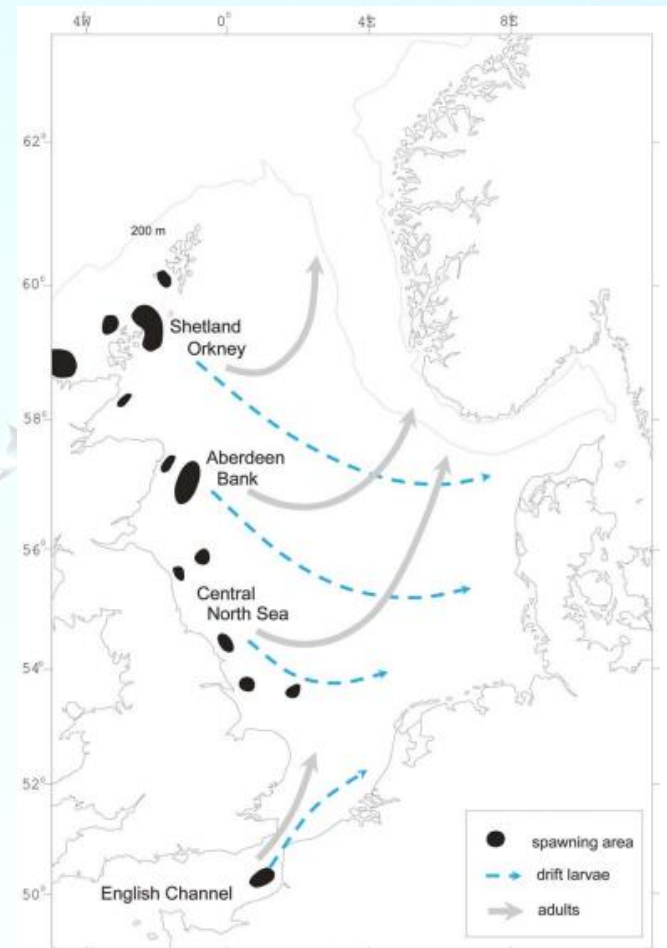 4W 0° 4E 8E
62°
200 m
60°
Shetland
Orkney
58°
Aberdeen
Bank
56°
Central
North Sea
54°
52°
spawning area
drift larvae
50°
English Channel
adults